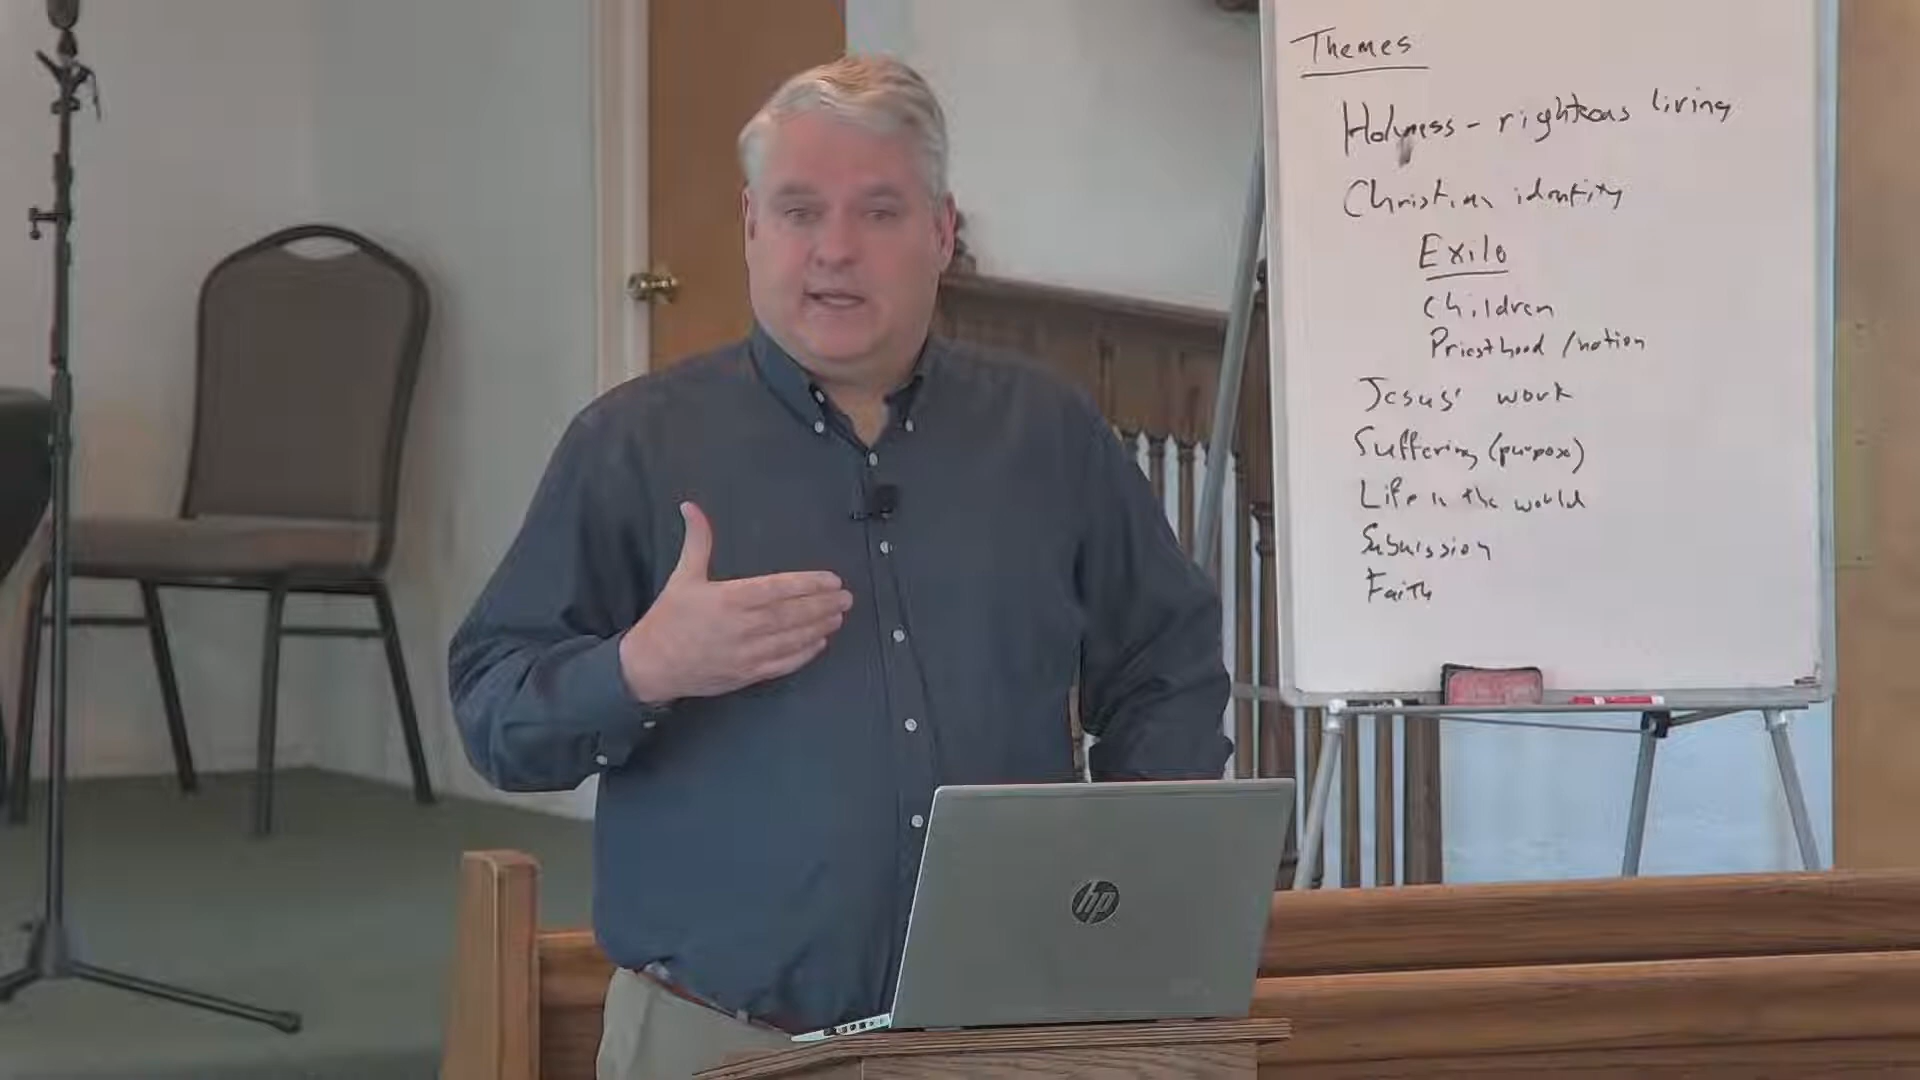 Themes
Holyness - righteous living
Christian identity
Exile
Children
Priesthood / nation
Jesus' work
Suffering (purpose)
Life in the world
Submission
Faith
hp